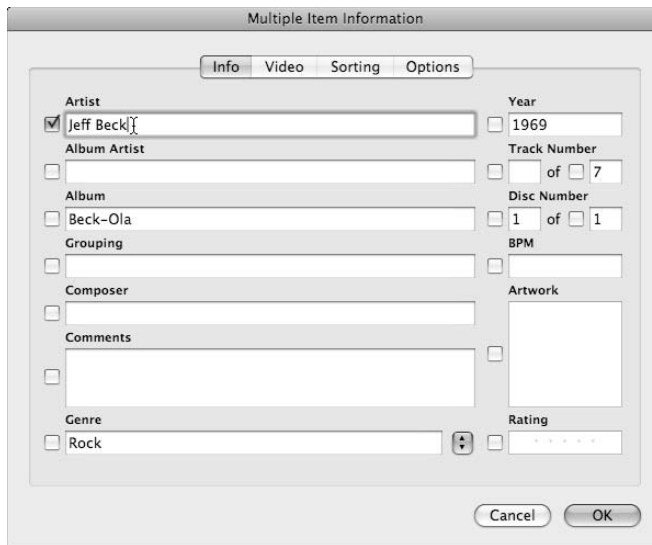 Multiple Item Information
Info Video Sorting Options
Artist Year
Jeff Beck 1969
Album Artist Track Number
of 7
Album Disc Number
Beck-Ola 1 of 1
Grouping BPM
Composer Artwork
Comments
Genre Rating
Rock
Cancel OK